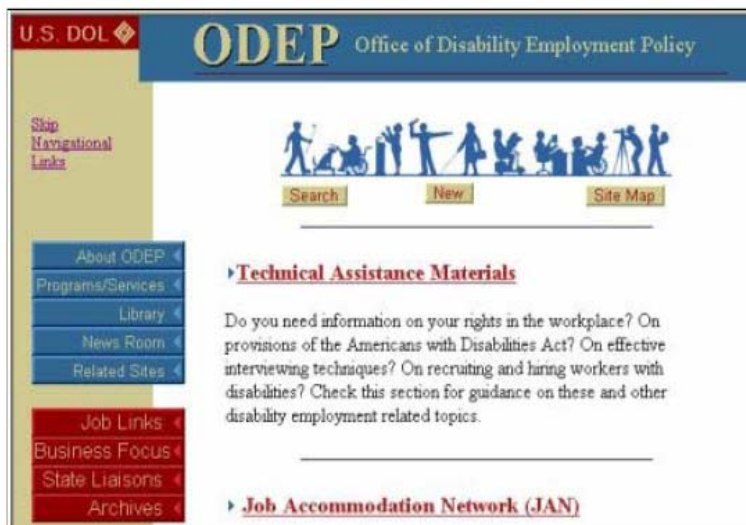 U.S. DOL
ODEP Office of Disability Employment Policy
Skip
Navigational
Links
Search New Site Map
About ODEP
Programs/Services
Library
News Room
Related Sites
Job Links
Business Focus
State Liaisons
Archives
Technical Assistance Materials
Do you need information on your rights in the workplace? On
provisions of the Americans with Disabilities Act? On effective
interviewing techniques? On recruiting and hiring workers with
disabilities? Check this section for guidance on these and other
disability employment related topics.
Job Accommodation Network (JAN)